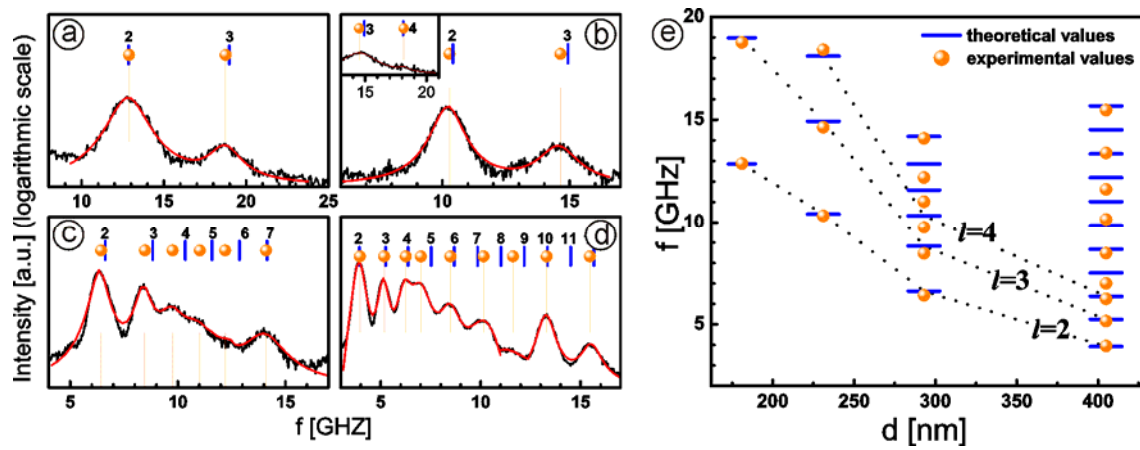 Intensity [a.u.] (logarithmic scale)
a
2
3
10 15 20 25
b
3 4
15 20
2
3
10 15
c
2 3 4 5 6 7
5 10 15
d
2 3 4 5 6 7 8 9 10 11
5 10 15
f [GHZ]
e
theoretical values
experimental values
l=4
l=3
l=2
20
15
10
5
f [GHz]
200 250 300 350 400
d [nm]